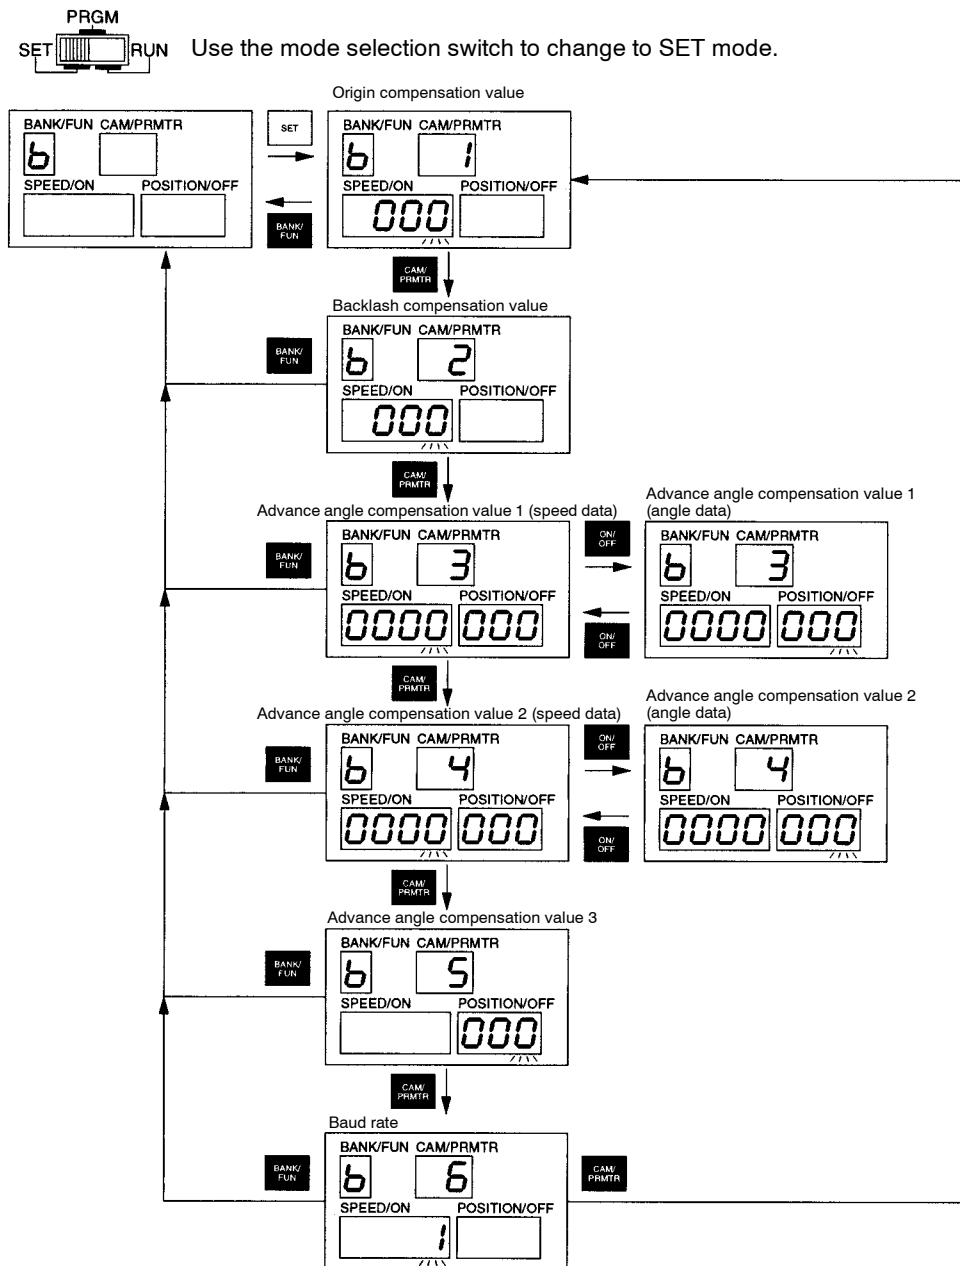 PRGM
SET RUN Use the mode selection switch to change to SET mode.
Origin compensation value
BANK/FUN CAM/PRMTR
b
SPEED/ON POSITION/OFF
SET
BANK/
FUN
BANK/FUN CAM/PRMTR
b 1
SPEED/ON POSITION/OFF
000
CAM/
PRMTR
Backlash compensation value
BANK/
FUN
BANK/FUN CAM/PRMTR
b 2
SPEED/ON POSITION/OFF
000
CAM/
PRMTR
Advance angle compensation value 1 (speed data)
BANK/
FUN
BANK/FUN CAM/PRMTR
b 3
SPEED/ON POSITION/OFF
0000 000
ON/
OFF
ON/
OFF
Advance angle compensation value 1
(angle data)
BANK/FUN CAM/PRMTR
b 3
SPEED/ON POSITION/OFF
0000 000
CAM/
PRMTR
Advance angle compensation value 2 (speed data)
BANK/
FUN
BANK/FUN CAM/PRMTR
b 4
SPEED/ON POSITION/OFF
0000 000
ON/
OFF
ON/
OFF
Advance angle compensation value 2
(angle data)
BANK/FUN CAM/PRMTR
b 4
SPEED/ON POSITION/OFF
0000 000
CAM/
PRMTR
Advance angle compensation value 3
BANK/
FUN
BANK/FUN CAM/PRMTR
b 5
SPEED/ON POSITION/OFF
000
CAM/
PRMTR
Baud rate
BANK/
FUN
BANK/FUN CAM/PRMTR
b 6
SPEED/ON POSITION/OFF
1
CAM/
PRMTR